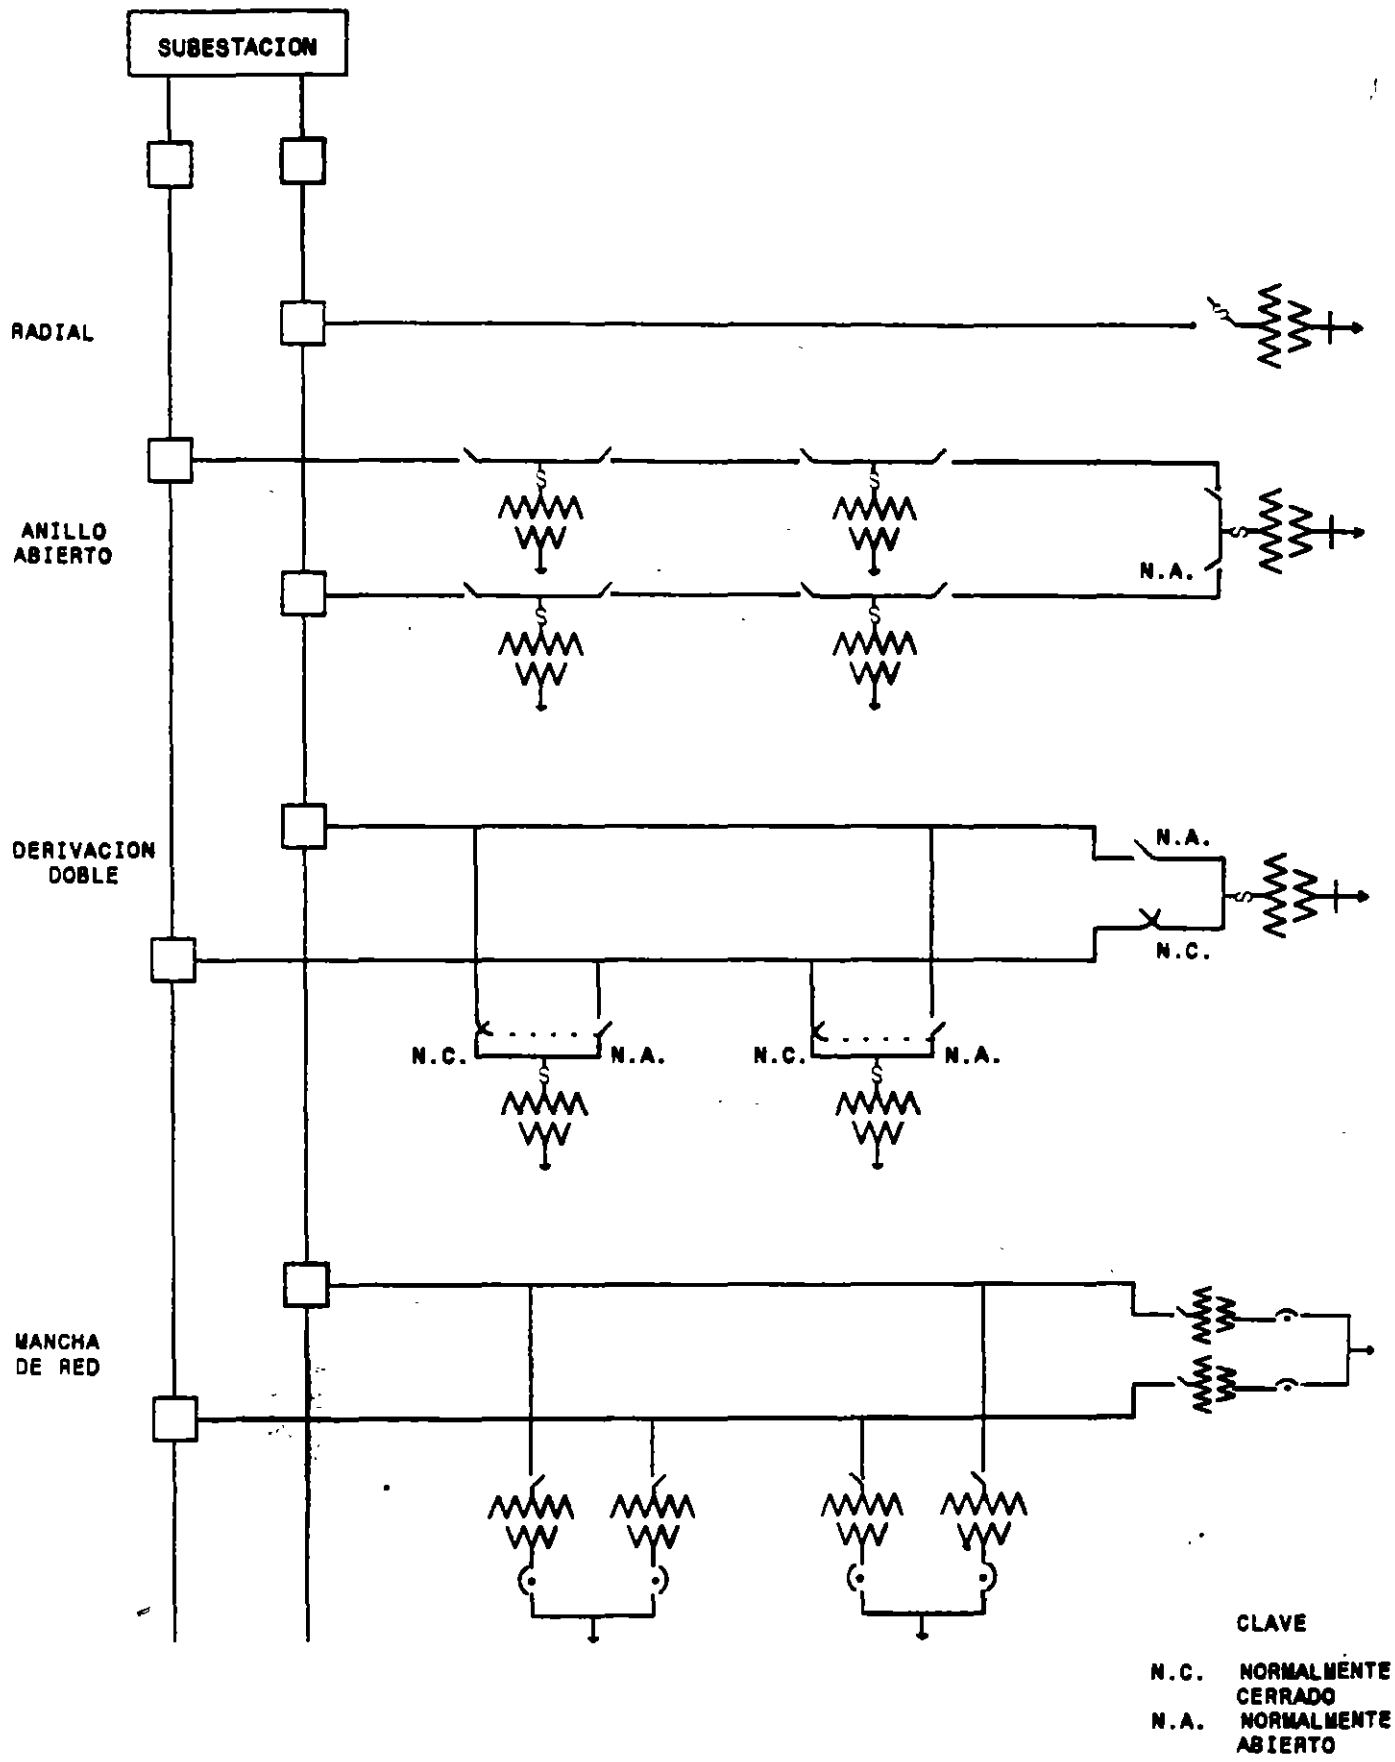 SUBESTACION
RADIAL
ANILLO
ABIERTO
N.A.
DERIVACION
DOBLE
N.A.
N.C.
N.C.
N.A.
N.C.
N.A.
MANCHA
DE RED
CLAVE
N.C. NORMALMENTE
CERRADO
N.A. NORMALMENTE
ABIERTO